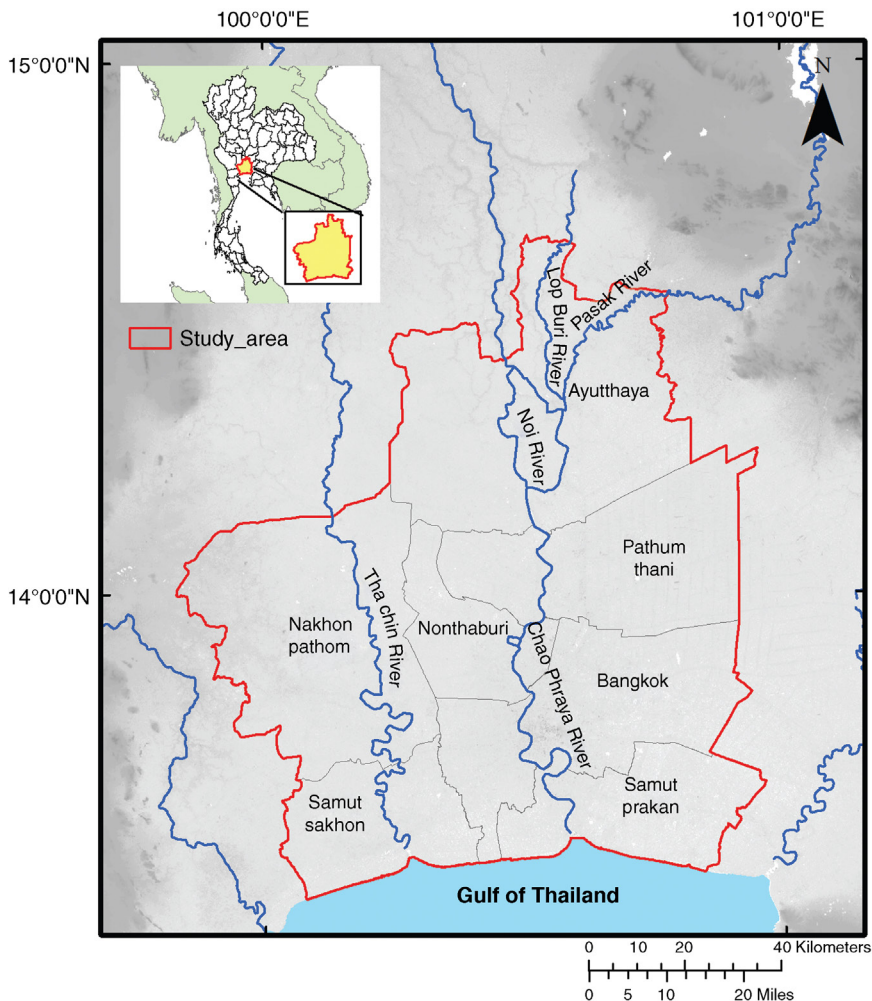 100°0'0"E
101°0'0"E
15°0'0"N
N
Study_area
Lop Buri River
Pasak River
Ayutthaya
Noi River
14°0'0"N
Pathum
thani
Tha chin River
Nakhon
pathom
Nonthaburi
Chao Phraya River
Bangkok
Samut
sakhon
Samut
prakan
Gulf of Thailand
0 10 20 40 Kilometers
0 5 10 20 Miles